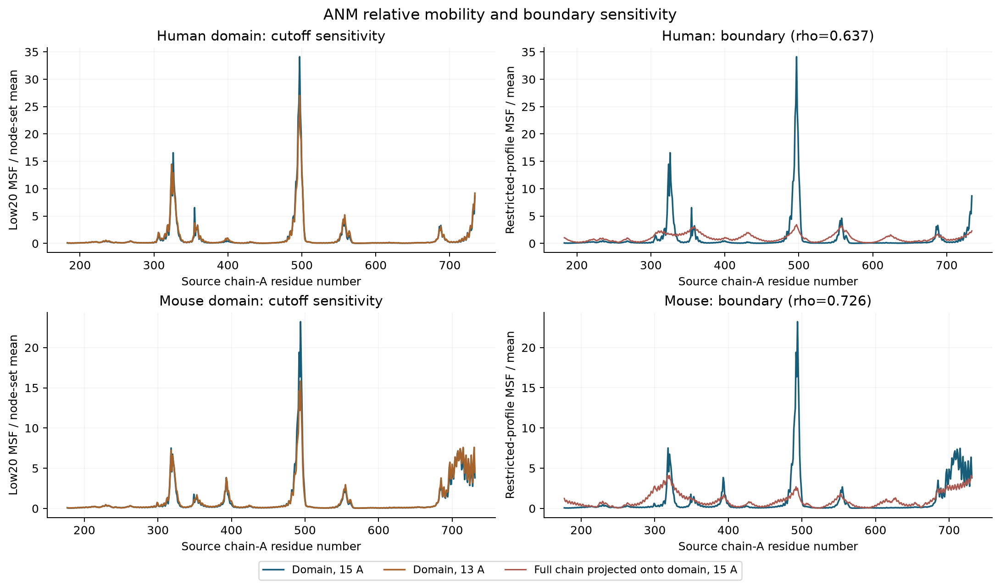 ANM relative mobility and boundary sensitivity
Human domain: cutoff sensitivity
Low20 MSF / node-set mean
35
30
25
20
15
10
5
0
200 300 400 500 600 700
Source chain-A residue number
Human: boundary (rho=0.637)
Restricted-profile MSF / mean
35
30
25
20
15
10
5
0
200 300 400 500 600 700
Source chain-A residue number
Mouse domain: cutoff sensitivity
Low20 MSF / node-set mean
20
15
10
5
0
200 300 400 500 600 700
Source chain-A residue number
Mouse: boundary (rho=0.726)
Restricted-profile MSF / mean
20
15
10
5
0
200 300 400 500 600 700
Source chain-A residue number
Domain, 15 A Domain, 13 A Full chain projected onto domain, 15 A